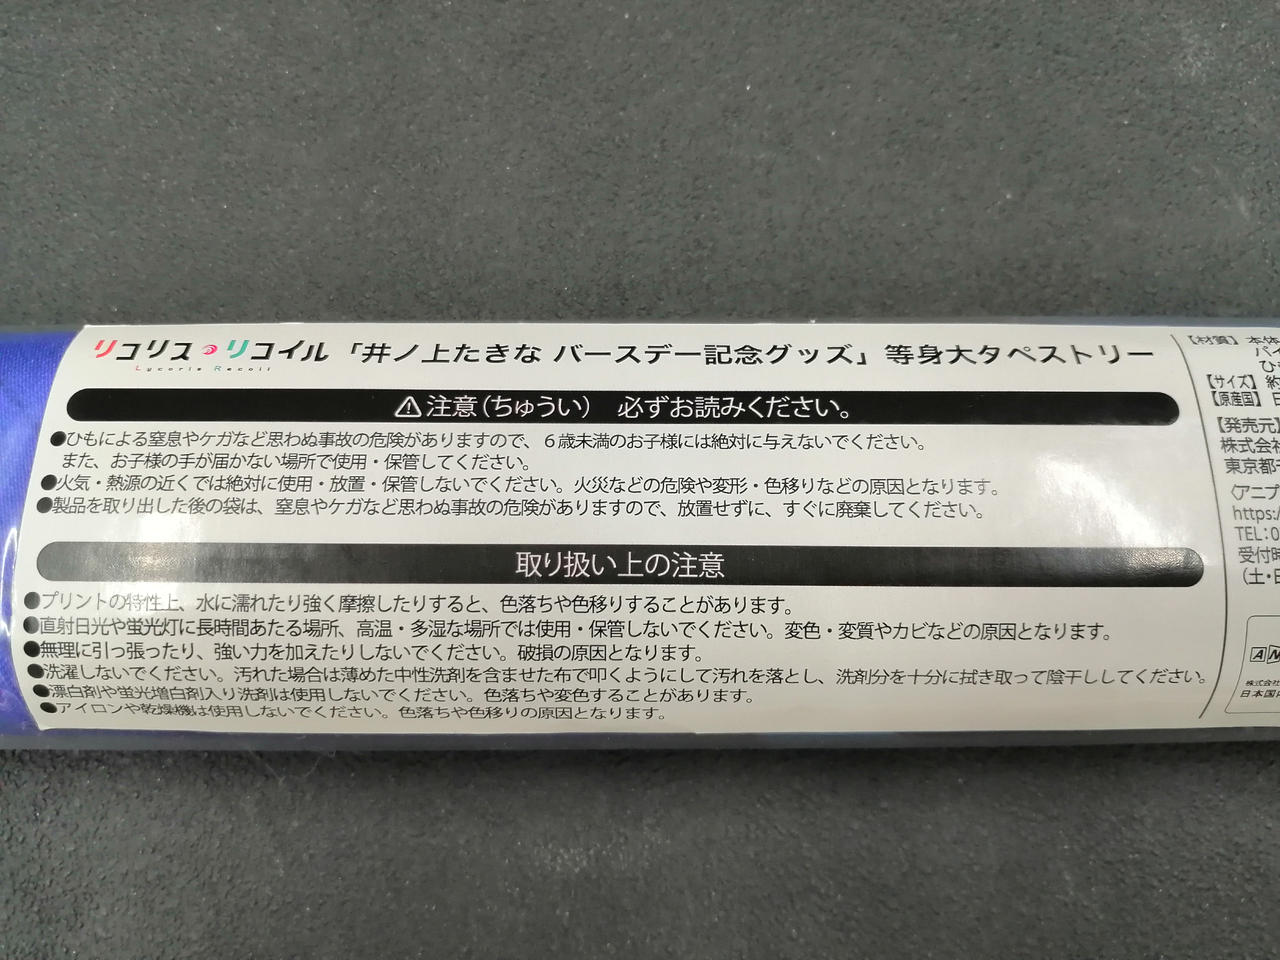 リコリス・リコイル 「井ノ上たきな バースデー記念グッズ」等身大タペストリー
Lycoris Recoil
⚠注意（ちゅうい） 必ずお読みください。
●ひもによる窒息やケガなど思わぬ事故の危険がありますので、６歳未満のお子様には絶対に与えないでください。
また、お子様の手が届かない場所で使用・保管してください。
●火気・熱源の近くでは絶対に使用・放置・保管しないでください。火災などの危険や変形・色移りなどの原因となります。
●製品を取り出した後の袋は、窒息やケガなど思わぬ事故の危険がありますので、放置せずに、すぐに廃棄してください。
取り扱い上の注意
●プリントの特性上、水に濡れたり強く摩擦したりすると、色落ちや色移りすることがあります。
●直射日光や蛍光灯に長時間あたる場所、高温・多湿な場所では使用・保管しないでください。変色・変質やカビなどの原因となります。
●無理に引っ張ったり、強い力を加えたりしないでください。破損の原因となります。
●洗濯しないでください。汚れた場合は薄めた中性洗剤を含ませた布で叩くようにして汚れを落とし、洗剤分を十分に拭き取って陰干ししてください。
●漂白剤や蛍光増白剤入り洗剤は使用しないでください。色落ちや変色することがあります。
●アイロンや乾燥機は使用しないでください。色落ちや色移りの原因となります。
【材質】本体
【サイズ】約
【原産国】
【発売元】
株式会社
東京都
〈アニプ
https:/
TEL:0
受付時
（土・日
株式会社
日本国